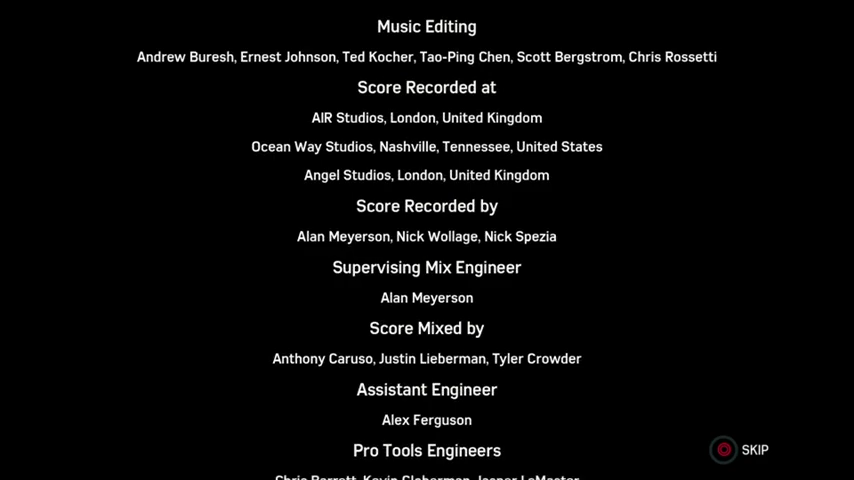 Music Editing
Andrew Buresh, Ernest Johnson, Ted Kocher, Tao-Ping Chen, Scott Bergstrom, Chris Rossetti
Score Recorded at
AIR Studios, London, United Kingdom
Ocean Way Studios, Nashville, Tennessee, United States
Angel Studios, London, United Kingdom
Score Recorded by
Alan Meyerson, Nick Wollage, Nick Spezia
Supervising Mix Engineer
Alan Meyerson
Score Mixed by
Anthony Caruso, Justin Lieberman, Tyler Crowder
Assistant Engineer
Alex Ferguson
Pro Tools Engineers
SKIP